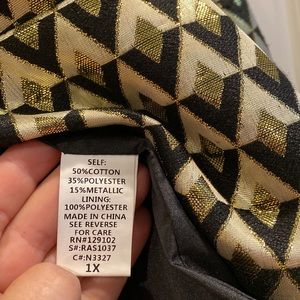 SELF:
50%COTTON
35%POLYESTER
15%METALLIC
LINING:
100%POLYESTER
MADE IN CHINA
SEE REVERSE
FOR CARE
RN#129102
S#:RAS1037
C#:N3327
1X